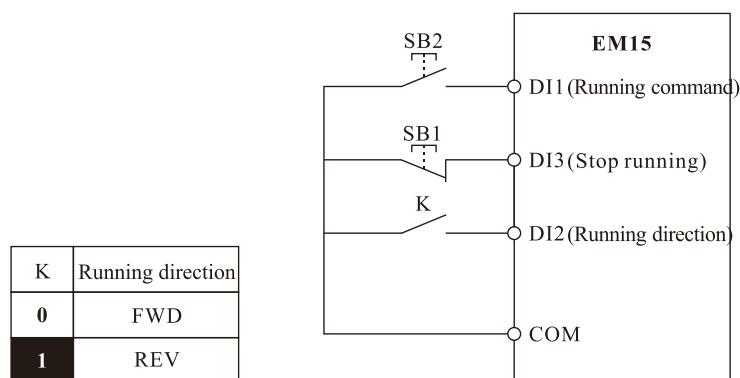 SB2
EM15
DI1(Running command)
SB1
DI3(Stop running)
K
DI2(Running direction)
K Running direction
0 FWD
COM
1 REV